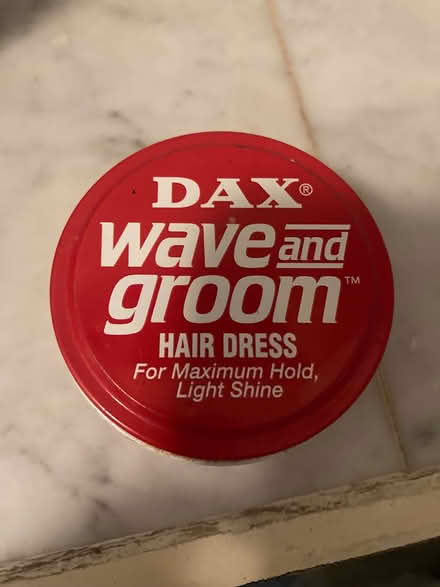 DAX®
wave and
groom™
HAIR DRESS
For Maximum Hold,
Light Shine